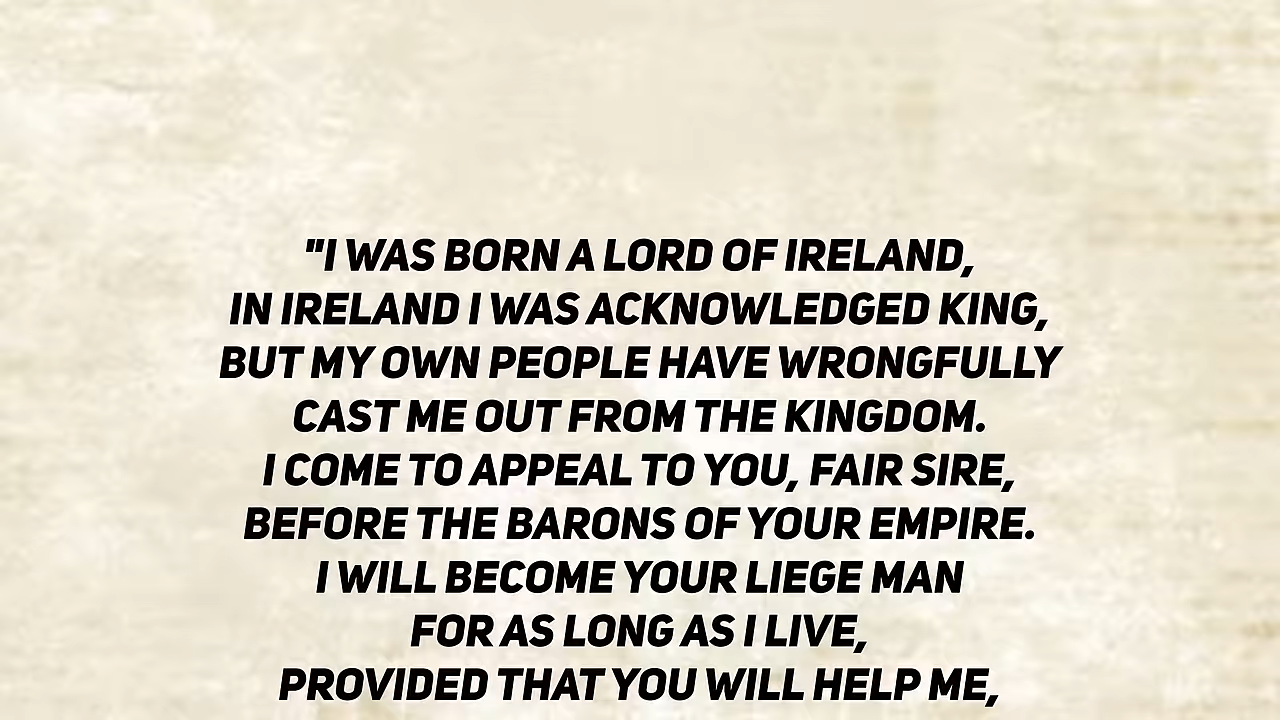 "I WAS BORN A LORD OF IRELAND,
IN IRELAND I WAS ACKNOWLEDGED KING,
BUT MY OWN PEOPLE HAVE WRONGFULLY
CAST ME OUT FROM THE KINGDOM.
I COME TO APPEAL TO YOU, FAIR SIRE,
BEFORE THE BARONS OF YOUR EMPIRE.
I WILL BECOME YOUR LIEGE MAN
FOR AS LONG AS I LIVE,
PROVIDED THAT YOU WILL HELP ME,